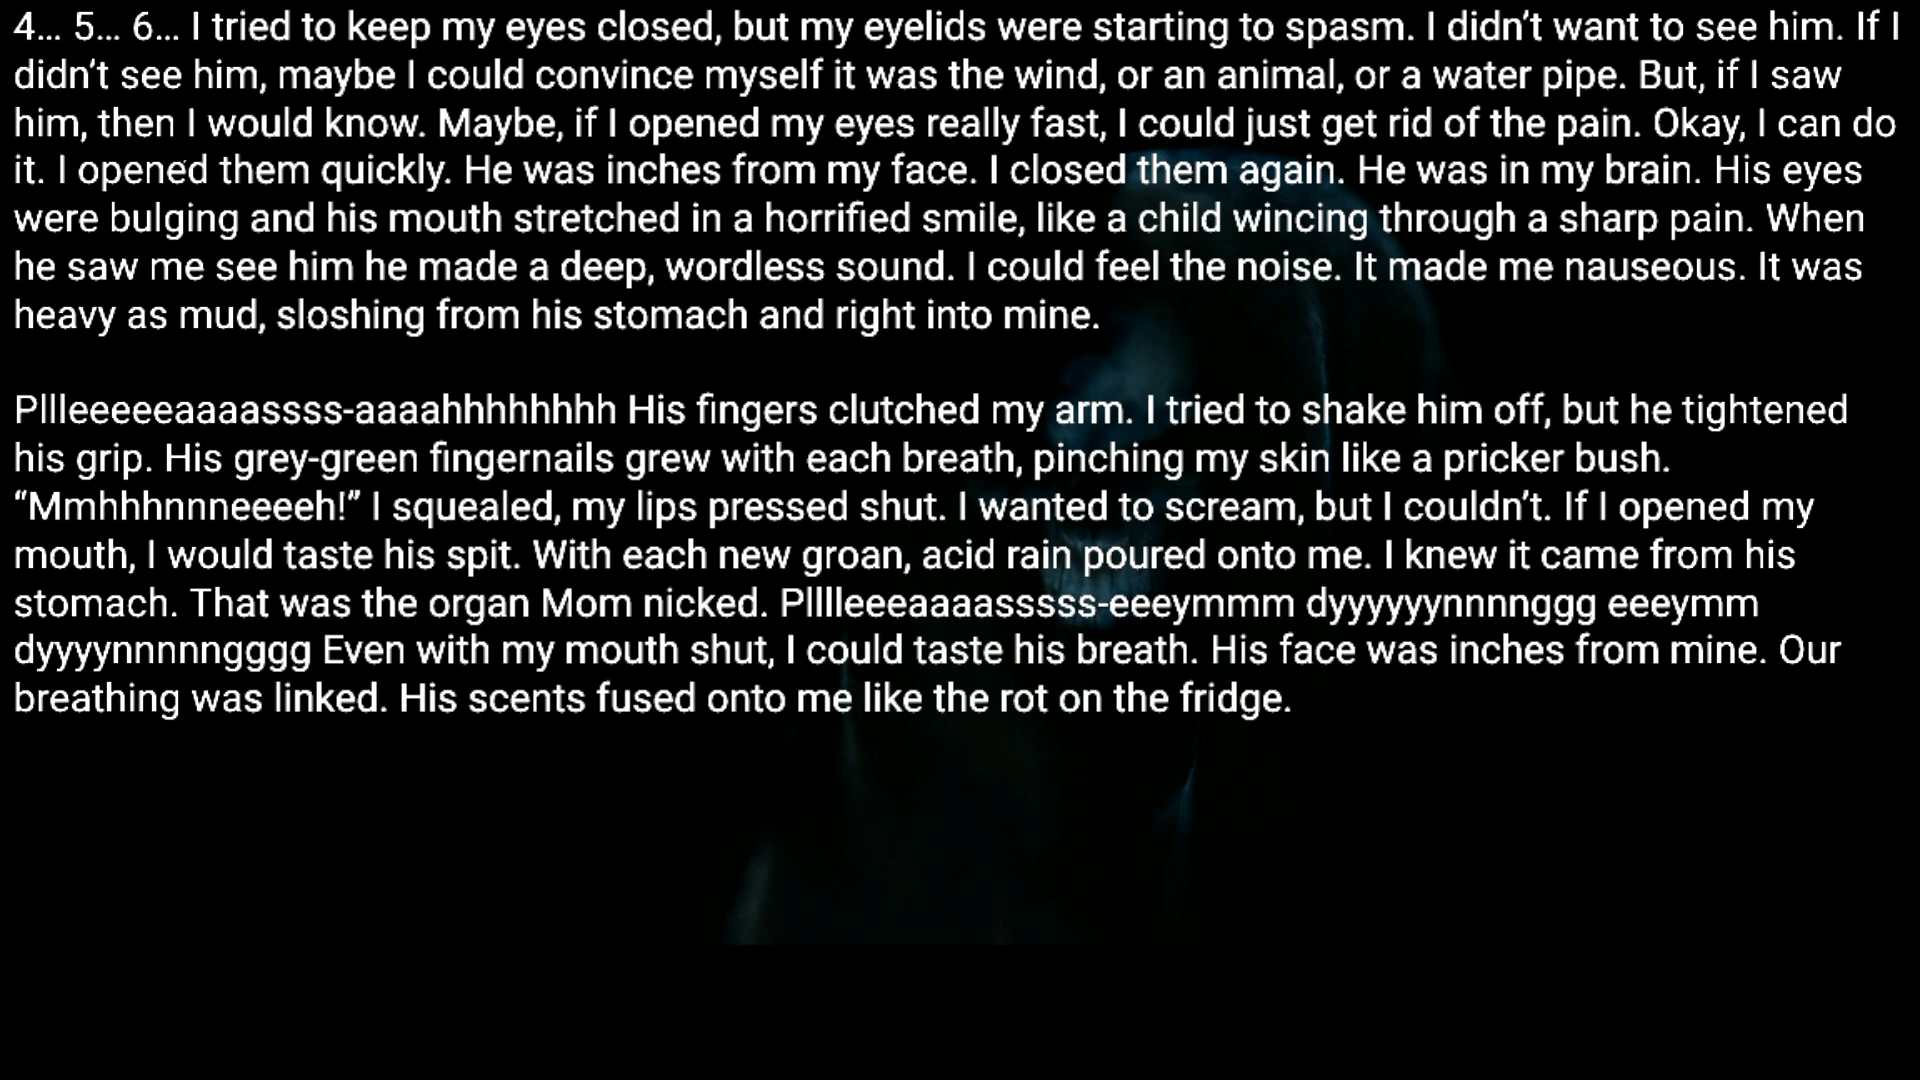 4... 5... 6... I tried to keep my eyes closed, but my eyelids were starting to spasm. I didn’t want to see him. If I
didn’t see him, maybe I could convince myself it was the wind, or an animal, or a water pipe. But, if I saw
him, then I would know. Maybe, if I opened my eyes really fast, I could just get rid of the pain. Okay, I can do
it. I opened them quickly. He was inches from my face. I closed them again. He was in my brain. His eyes
were bulging and his mouth stretched in a horrified smile, like a child wincing through a sharp pain. When
he saw me see him he made a deep, wordless sound. I could feel the noise. It made me nauseous. It was
heavy as mud, sloshing from his stomach and right into mine.
Pllleeeeeaaaassss-aaaahhhhhhhh His fingers clutched my arm. I tried to shake him off, but he tightened
his grip. His grey-green fingernails grew with each breath, pinching my skin like a pricker bush.
“Mmhhhnnneeeeh!” I squealed, my lips pressed shut. I wanted to scream, but I couldn’t. If I opened my
mouth, I would taste his spit. With each new groan, acid rain poured onto me. I knew it came from his
stomach. That was the organ Mom nicked. Plllleeeaaaasssss-eeeymmm dyyyyyynnnnggg eeeymm
dyyyynnnnngggg Even with my mouth shut, I could taste his breath. His face was inches from mine. Our
breathing was linked. His scents fused onto me like the rot on the fridge.